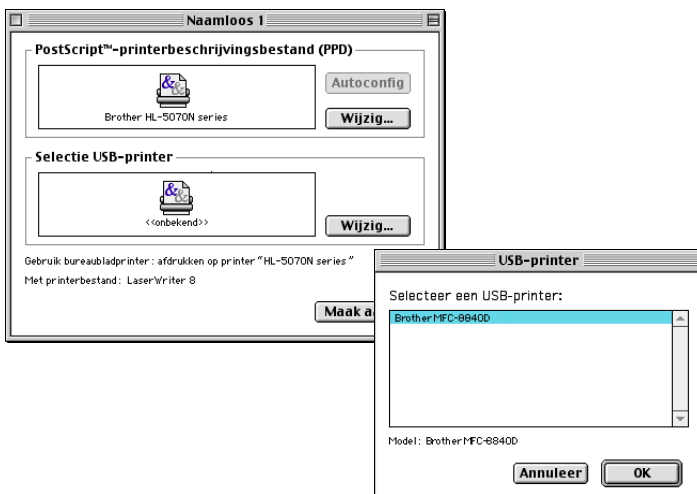 Naamloos 1
PostScript™-printerbeschrijvingsbestand (PPD)
Autoconfig
Brother HL-5070N series
Wijzig...
Selectie USB-printer
<<onbekend>>
Wijzig...
Gebruik bureaubladprinter: afdrukken op printer "HL-5070N series"
Met printerbestand: LaserWriter 8
Maak
USB-printer
Selecteer een USB-printer:
Brother MFC-8840D
Model: Brother MFC-8840D
Annuleer
OK